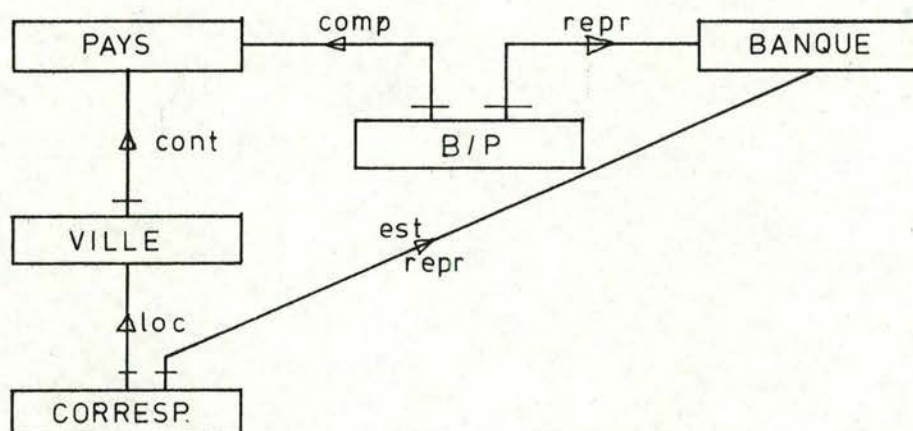 PAYS
comp
repr
BANQUE
B/P
cont
VILLE
est
repr
loc
CORRESP.